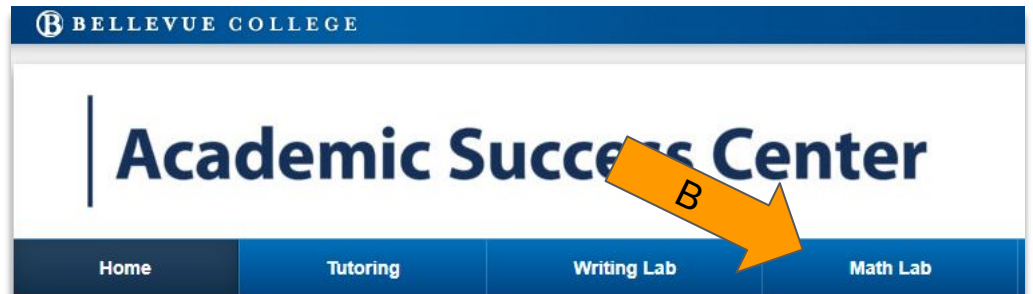 B BELLEVUE COLLEGE
Academic Success Center
B
Home Tutoring Writing Lab Math Lab